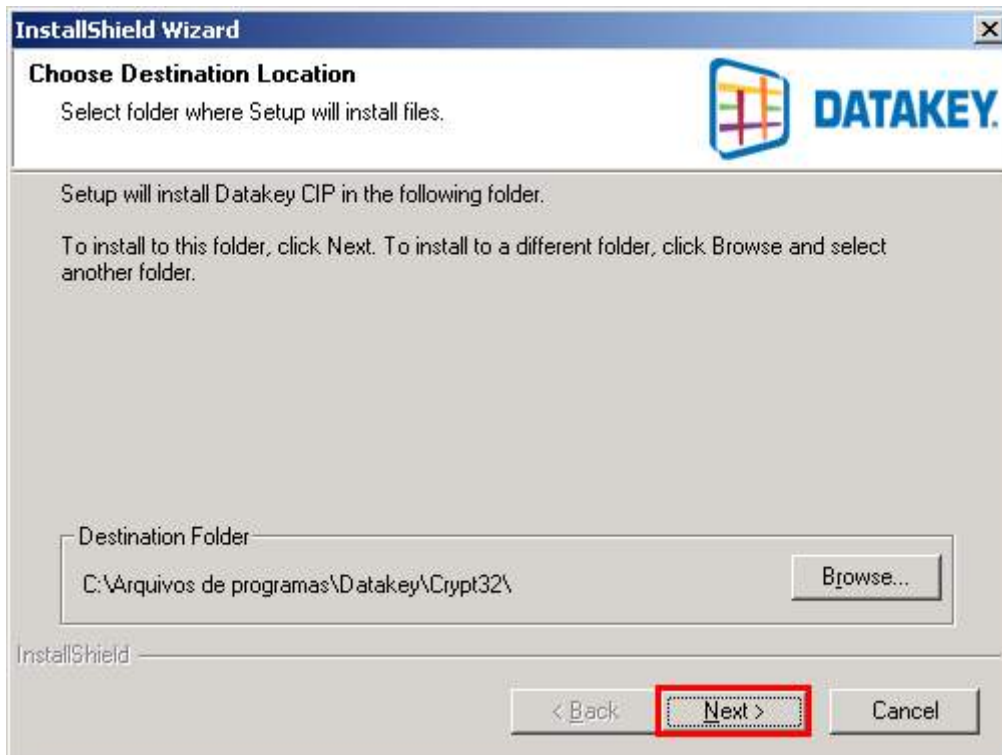 InstallShield Wizard
Choose Destination Location
Select folder where Setup will install files.
DATAKEY.
Setup will install Datakey CIP in the following folder.
To install to this folder, click Next. To install to a different folder, click Browse and select
another folder.
Destination Folder
C:\Arquivos de programas\Datakey\Crypt32\
Browse...
InstallShield
< Back
Next >
Cancel